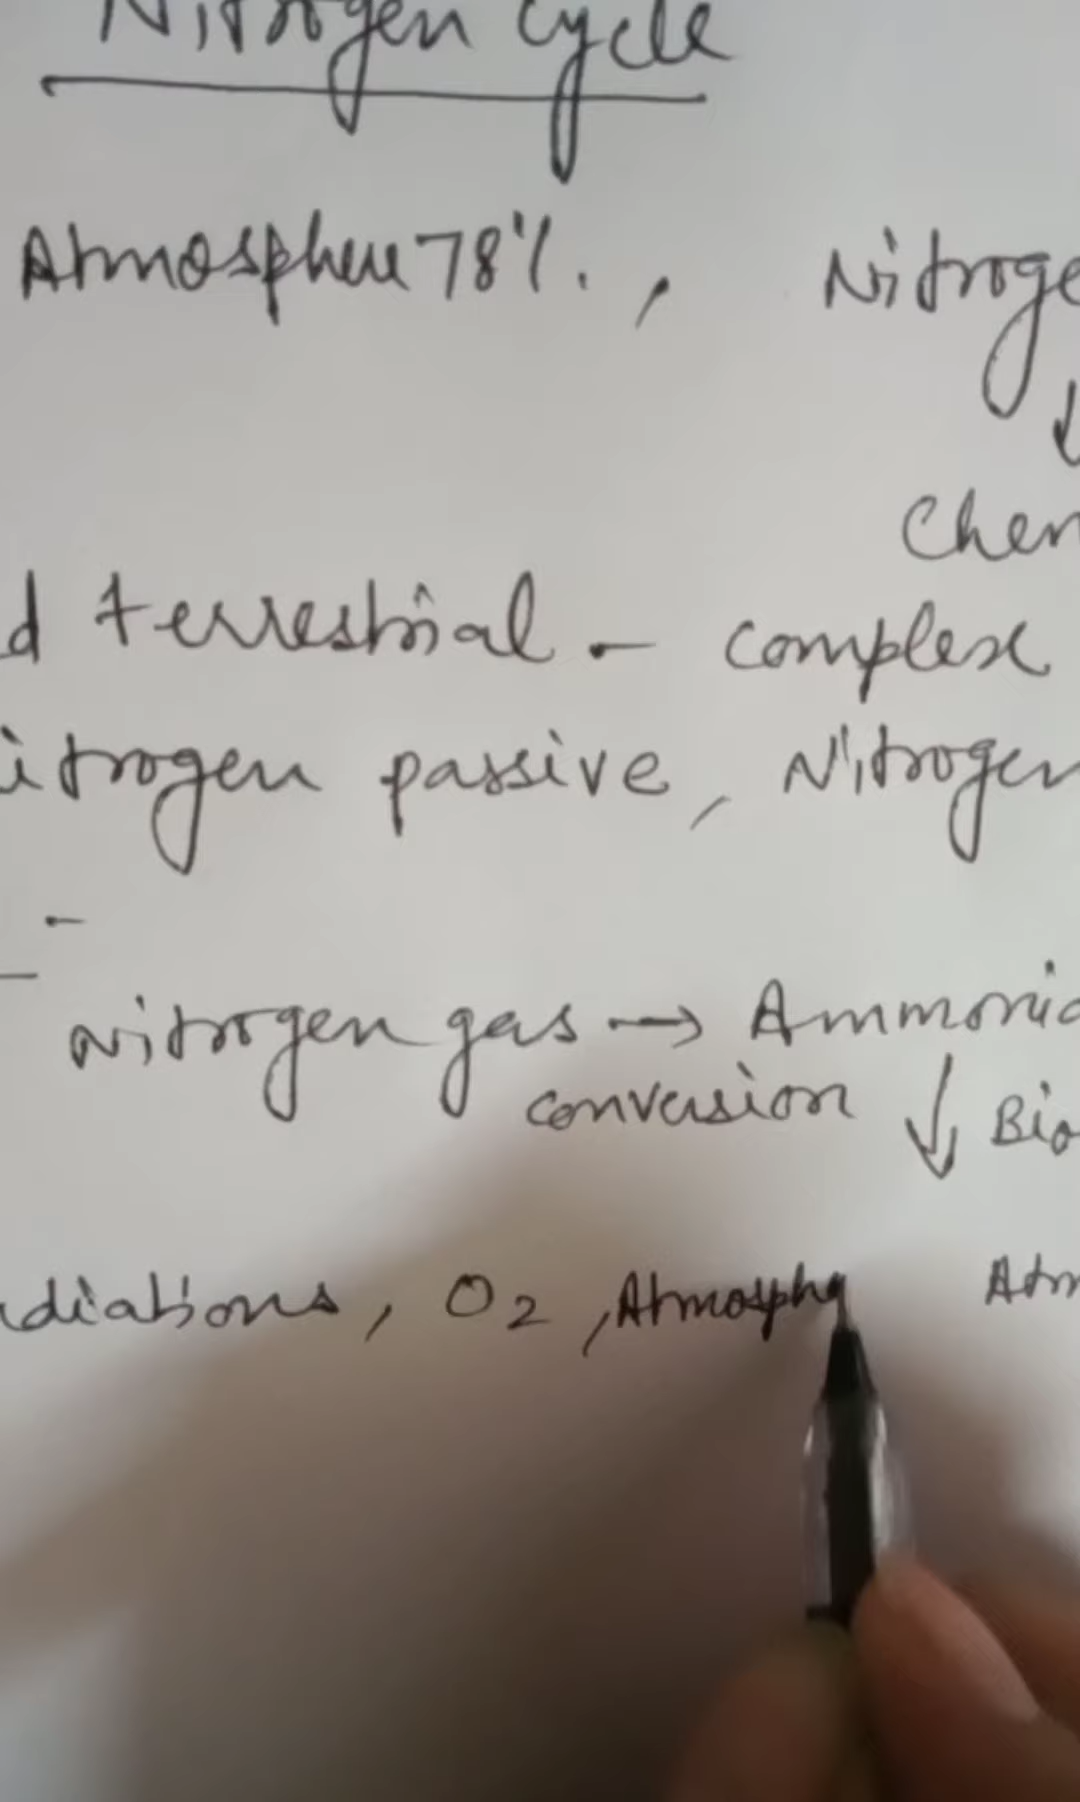 Nitrogen Cycle
Atmosphere 78%., Nitroge
Chem
d terrestrial - complex
itrogen passive, Nitrogen
nitrogen gas → Ammonia
conversion ↓ Bio
diations, O2, Atmosphe Atm